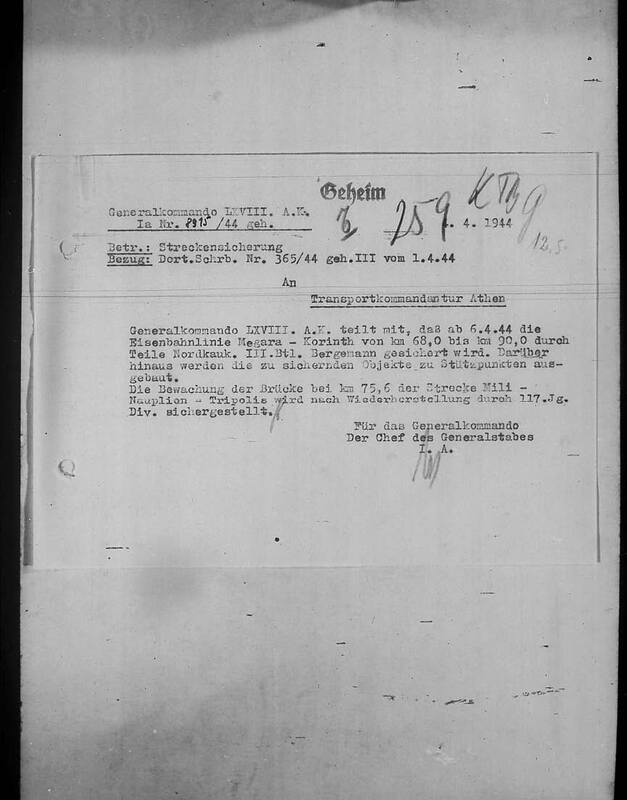 Geheim
Generalkommando LXVIII. A.K.
Ia Nr. /44 geh.
259
. 4. 1944
12.5.
Betr.: Streckensicherung
Bezug: Dort.Schrb. Nr. 365/44 geh.III vom 1.4.44
An
Transportkommandantur Athen
Generalkommando LXVIII. A.K. teilt mit, daß ab 6.4.44 die
Eisenbahnlinie Megara - Korinth von km 68,0 bis km 90,0 durch
Teile Nordkauk. III.Btl. Bergemann gesichert wird. Darüber
hinaus werden die zu sichernden Objekte zu Stützpunkten aus-
gebaut.
Die Bewachung der Brücke bei km 75,6 der Strecke Mili -
Nauplion - Tripolis wird nach Wiederherstellung durch 117.Jg.
Div. sichergestellt.
Für das Generalkommando
Der Chef des Generalstabes
I. A.